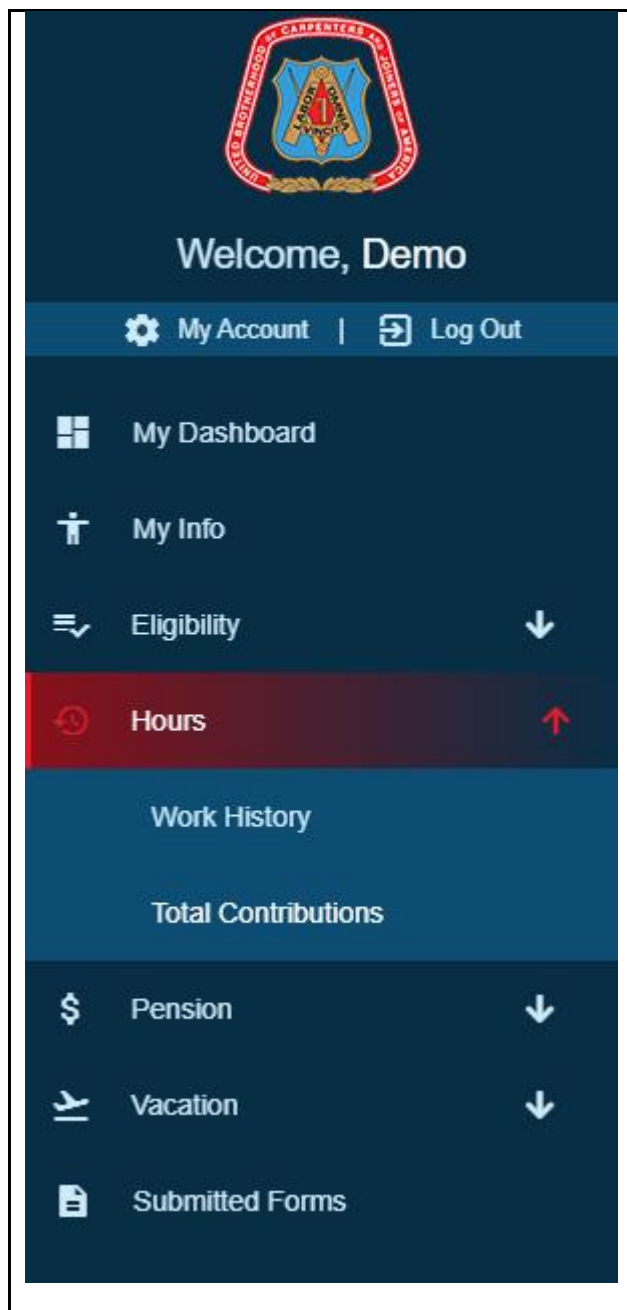 UNITED BROTHERHOOD OF CARPENTERS AND JOINERS OF AMERICA
LABOR OMNIA VINCIT
Welcome, Demo
My Account | Log Out
My Dashboard
My Info
Eligibility
Hours
Work History
Total Contributions
$ Pension
Vacation
Submitted Forms